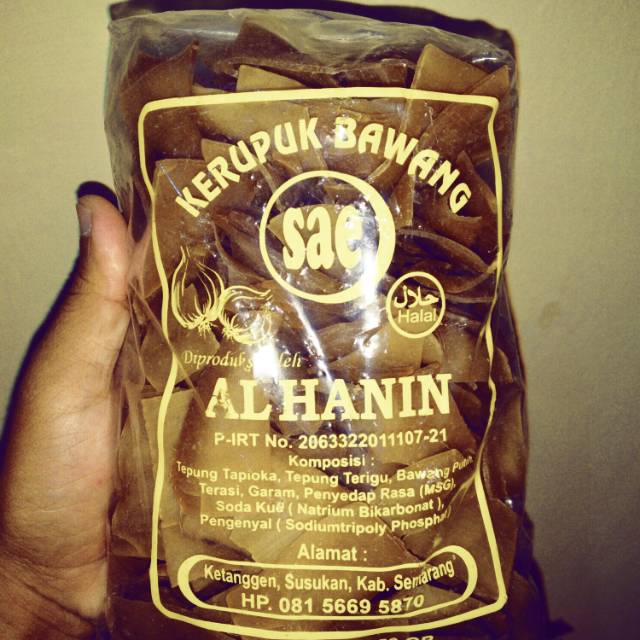 KERUPUK BAWANG
sae
حلال
Halal
Diproduksi oleh
AL HANIN
P-IRT No. 2063322011107-21
Komposisi :
Tepung Tapioka, Tepung Terigu, Bawang Putih,
Terasi, Garam, Penyedap Rasa (MSG),
Soda Kue ( Natrium Bikarbonat ),
Pengenyal ( Sodiumtripoly Phosphat )
Alamat :
Ketanggen, Susukan, Kab. Semarang
HP. 081 5669 5870